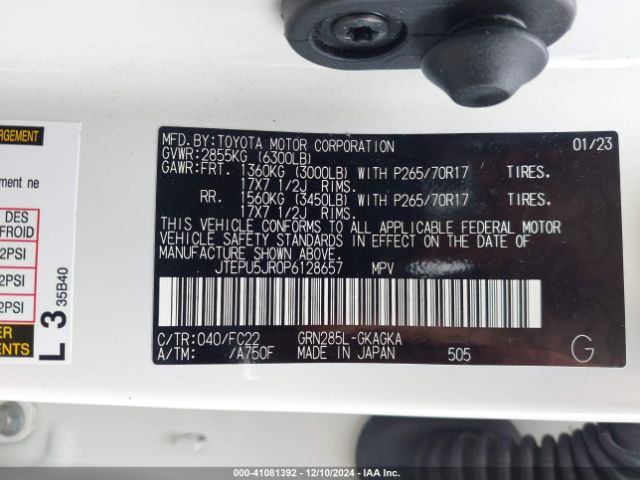 MFD.BY:TOYOTA MOTOR CORPORATION 01/23
GVWR:2855KG (6300LB)
GAWR:FRT. 1360KG (3000LB) WITH P265/70R17 TIRES.
17X7 1/2J RIMS.
RR. 1560KG (3450LB) WITH P265/70R17 TIRES.
17X7 1/2J RIMS.
THIS VEHICLE CONFORMS TO ALL APPLICABLE FEDERAL MOTOR
VEHICLE SAFETY STANDARDS IN EFFECT ON THE DATE OF
MANUFACTURE SHOWN ABOVE.
JTEPU5JR0P6128657 MPV
C/TR:040/FC22 GRN285L-GKAGKA
A/TM: /A750F MADE IN JAPAN 505
G
ARGEMENT
ment ne
DES
FROID
2PSI
2PSI
2PSI
ER
ENTS
L 3
35B40
000-41081392 - 12/10/2024 - IAA Inc.